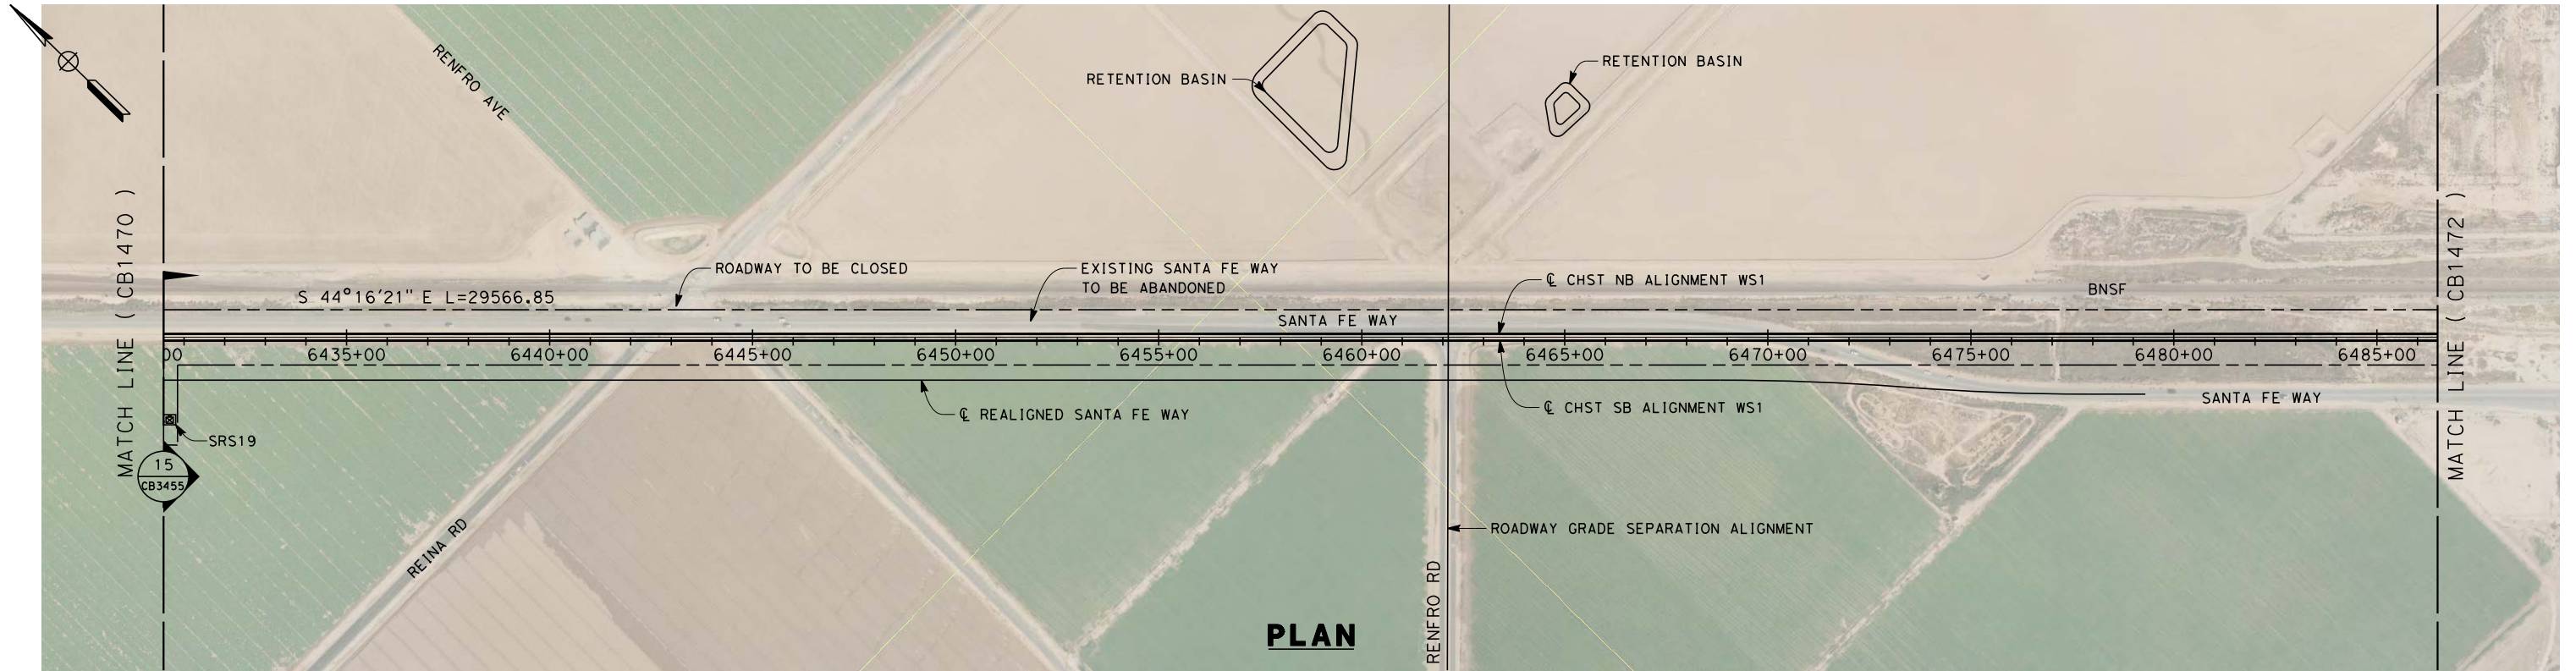 RENFRO AVE
RETENTION BASIN
RETENTION BASIN
MATCH LINE ( CB1470 )
ROADWAY TO BE CLOSED
EXISTING SANTA FE WAY
TO BE ABANDONED
℄ CHST NB ALIGNMENT WS1
S 44°16'21" E L=29566.85
BNSF
SANTA FE WAY
00 6435+00 6440+00 6445+00 6450+00 6455+00 6460+00 6465+00 6470+00 6475+00 6480+00 6485+00
MATCH LINE ( CB1472 )
℄ REALIGNED SANTA FE WAY
℄ CHST SB ALIGNMENT WS1
SANTA FE WAY
SRS19
15
CB3455
REINA RD
ROADWAY GRADE SEPARATION ALIGNMENT
RENFRO RD
PLAN